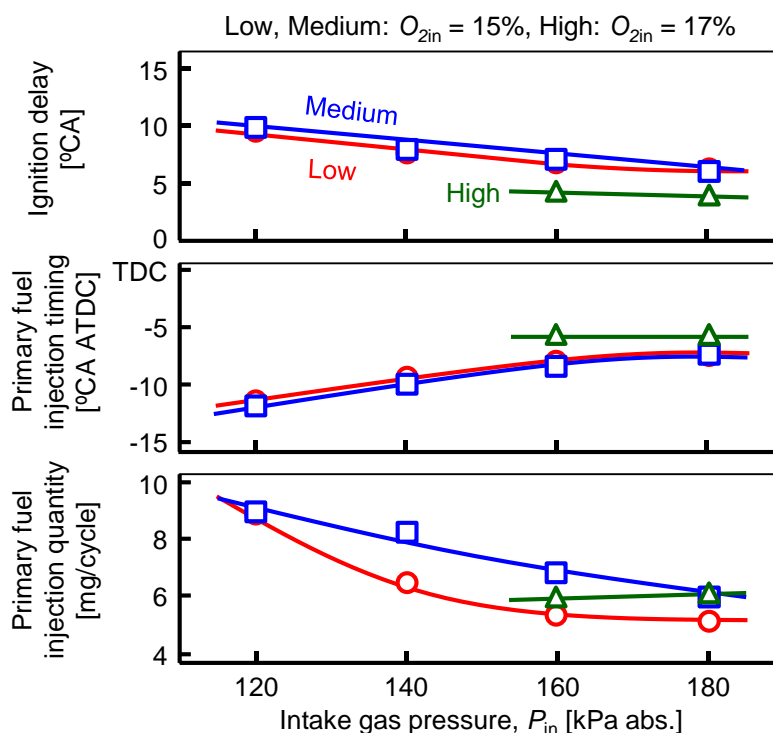 Low, Medium: O2in = 15%, High: O2in = 17%
Ignition delay
[ºCA]
15
10
5
0
Medium
Low
High
Primary fuel
injection timing
[ºCA ATDC]
TDC
-5
-10
-15
Primary fuel
injection quantity
[mg/cycle]
10
8
6
4
120 140 160 180
Intake gas pressure, Pin [kPa abs.]